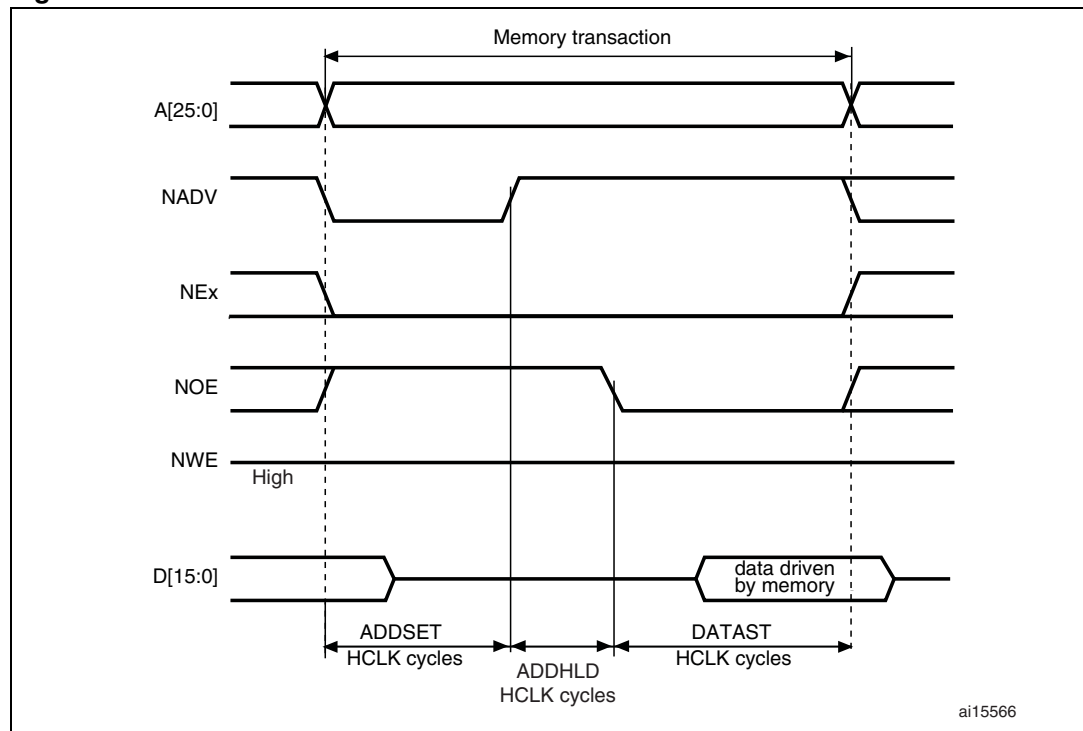 Memory transaction
A[25:0]
NADV
NEx
NOE
NWE
High
D[15:0]
data driven
by memory
ADDSET
HCLK cycles
ADDHLD
HCLK cycles
DATAST
HCLK cycles
ai15566